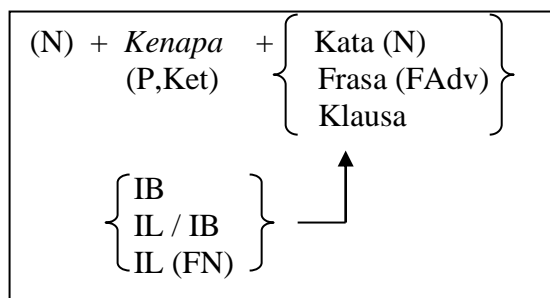 (N) + Kenapa + Kata (N)
(P,Ket) Frasa (FAdv)
Klausa
IB
IL / IB
IL (FN)